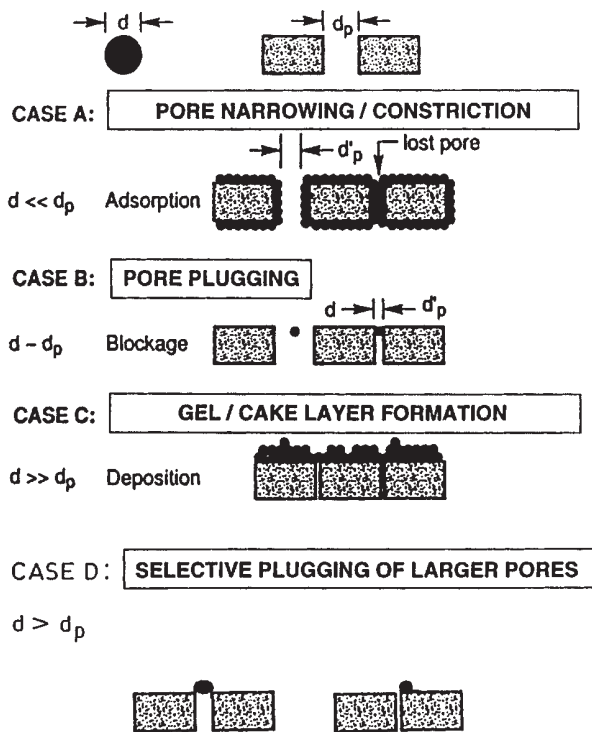 d
dp
CASE A: PORE NARROWING / CONSTRICTION
d'p
lost pore
d << dp Adsorption
CASE B: PORE PLUGGING
d
d'p
d ~ dp Blockage
CASE C: GEL / CAKE LAYER FORMATION
d >> dp Deposition
CASE D: SELECTIVE PLUGGING OF LARGER PORES
d > dp